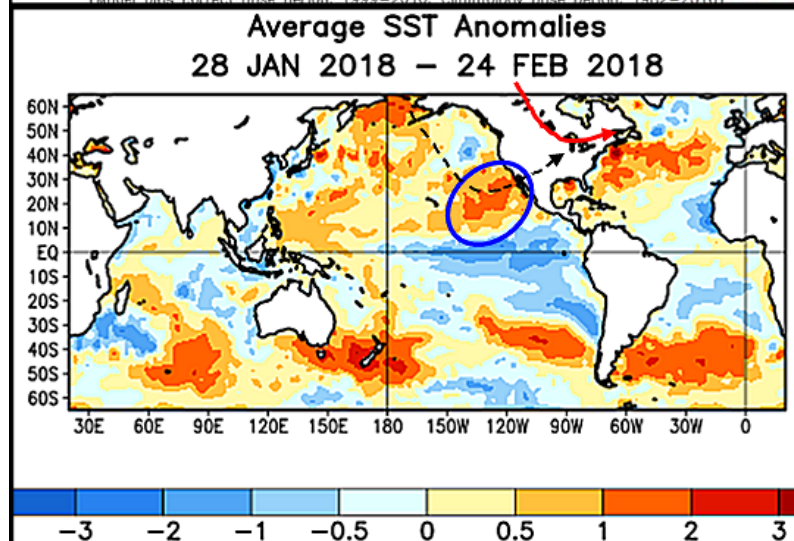 Average SST Anomalies
28 JAN 2018 – 24 FEB 2018
60N
50N
40N
30N
20N
10N
EQ
10S
20S
30S
40S
50S
60S
30E 60E 90E 120E 150E 180 150W 120W 90W 60W 30W 0
-3 -2 -1 -0.5 0 0.5 1 2 3